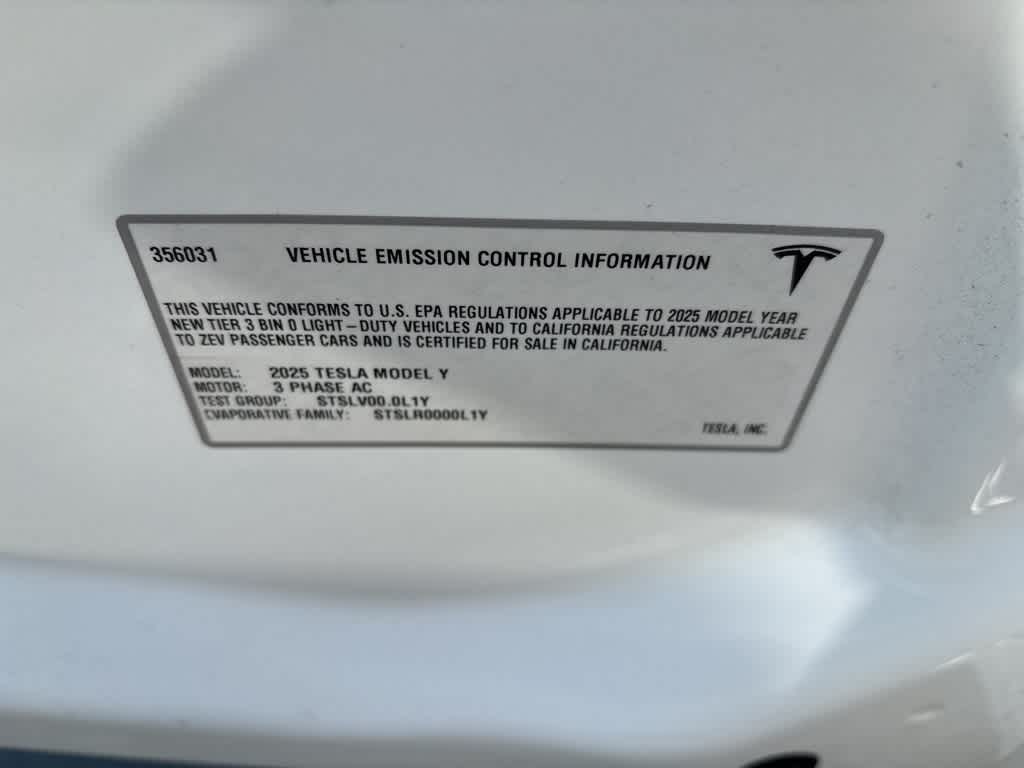 356031 VEHICLE EMISSION CONTROL INFORMATION
THIS VEHICLE CONFORMS TO U.S. EPA REGULATIONS APPLICABLE TO 2025 MODEL YEAR
NEW TIER 3 BIN 0 LIGHT-DUTY VEHICLES AND TO CALIFORNIA REGULATIONS APPLICABLE
TO ZEV PASSENGER CARS AND IS CERTIFIED FOR SALE IN CALIFORNIA.
MODEL: 2025 TESLA MODEL Y
MOTOR: 3 PHASE AC
TEST GROUP: STSLV00.0L1Y
EVAPORATIVE FAMILY: STSLR0000L1Y
TESLA, INC.